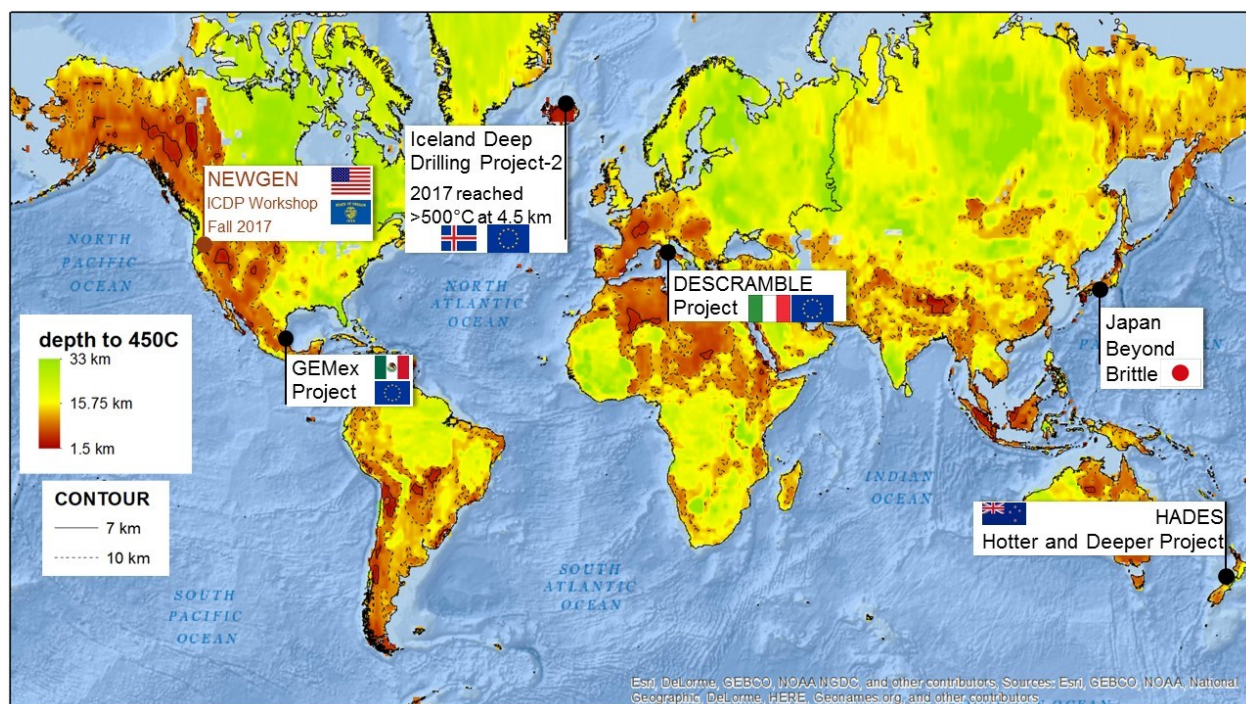 NEWGEN
ICDP Workshop
Fall 2017
Iceland Deep
Drilling Project-2
2017 reached
>500°C at 4.5 km
NORTH
PACIFIC
OCEAN
NORTH
ATLANTIC
OCEAN
DESCRAMBLE
Project
Japan
Beyond
Brittle
depth to 450C
33 km
15.75 km
1.5 km
GEMex
Project
CONTOUR
7 km
10 km
INDIAN
OCEAN
HADES
Hotter and Deeper Project
SOUTH
PACIFIC
OCEAN
SOUTH
ATLANTIC
OCEAN
Esri, DeLorme, GEBCO, NOAA NGDC, and other contributors, Sources: Esri, GEBCO, NOAA, National
Geographic, DeLorme, HERE, Geonames.org, and other contributors